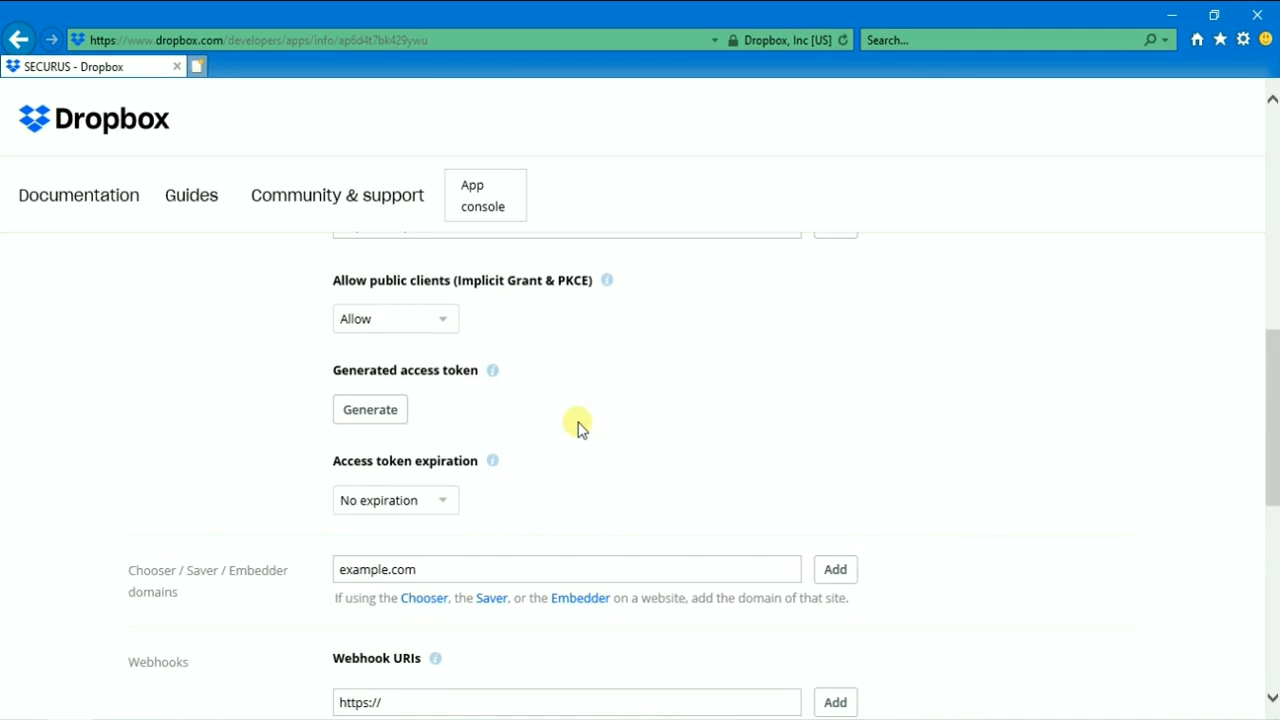 https://www.dropbox.com/developers/apps/info/ap6d4t7bk429ywu
Dropbox, Inc [US]
Search...
SECURUS - Dropbox
Dropbox
Documentation
Guides
Community & support
App
console
Allow public clients (Implicit Grant & PKCE)
Allow
Generated access token
Generate
Access token expiration
No expiration
Chooser / Saver / Embedder
domains
example.com
Add
If using the Chooser, the Saver, or the Embedder on a website, add the domain of that site.
Webhooks
Webhook URIs
https://
Add